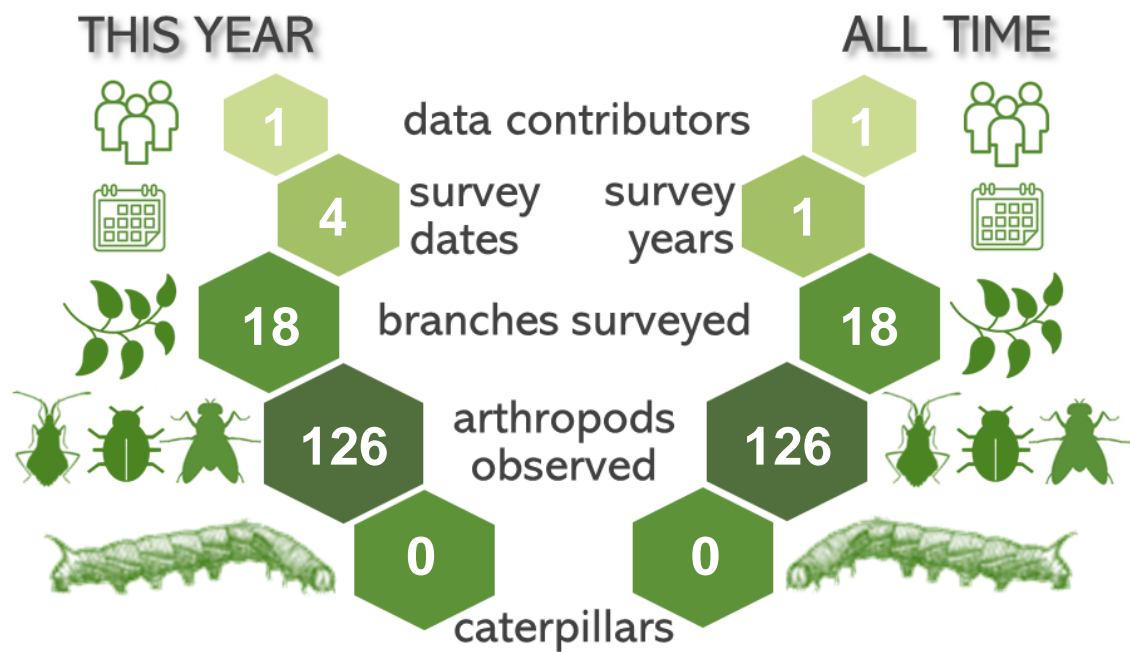 THIS YEAR
ALL TIME
1
data contributors
1
4
survey
dates
survey
years
1
18
branches surveyed
18
126
arthropods
observed
126
0
caterpillars
0